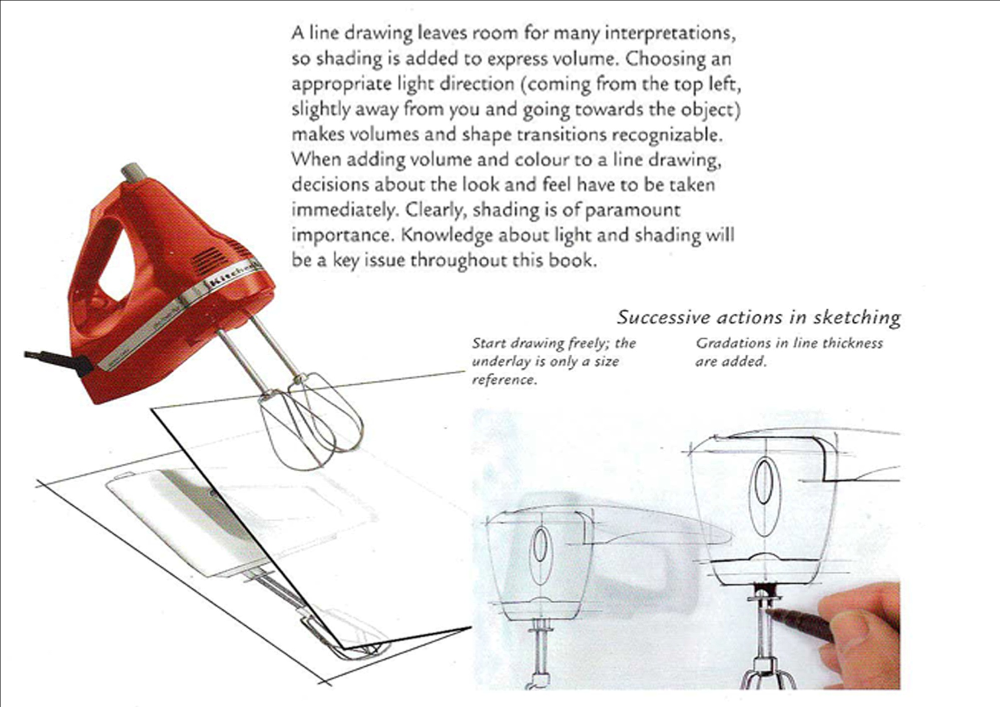 A line drawing leaves room for many interpretations,
so shading is added to express volume. Choosing an
appropriate light direction (coming from the top left,
slightly away from you and going towards the object)
makes volumes and shape transitions recognizable.
When adding volume and colour to a line drawing,
decisions about the look and feel have to be taken
immediately. Clearly, shading is of paramount
importance. Knowledge about light and shading will
be a key issue throughout this book.
Successive actions in sketching
Start drawing freely; the
underlay is only a size
reference.
Gradations in line thickness
are added.
Kitchen